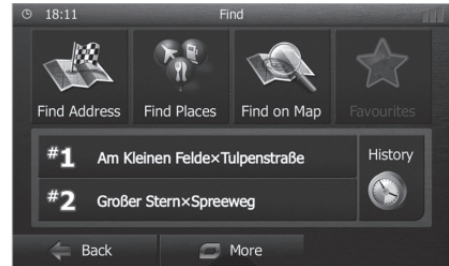 18:11 Find
Find Address Find Places Find on Map Favourites
#1 Am Kleinen Felde×Tulpenstraße History
#2 Großer Stern×Spreeweg
Back More